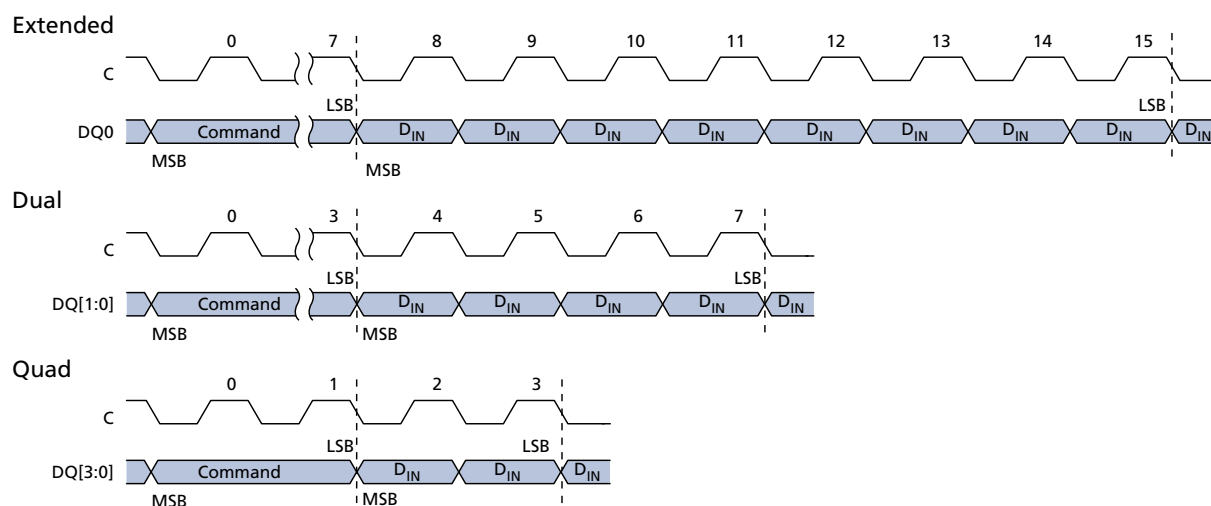 Extended
0 7 8 9 10 11 12 13 14 15
C
LSB LSB
DQ0 Command DIN DIN DIN DIN DIN DIN DIN DIN DIN
MSB MSB
Dual
0 3 4 5 6 7
C
LSB LSB
DQ[1:0] Command DIN DIN DIN DIN DIN
MSB MSB
Quad
0 1 2 3
C
LSB LSB
DQ[3:0] Command DIN DIN DIN
MSB MSB